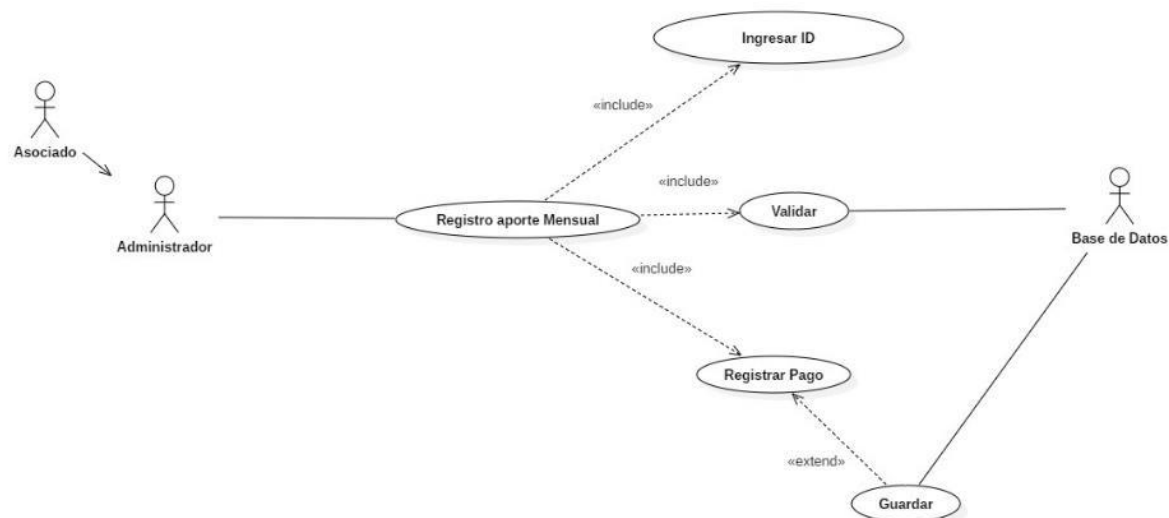 Ingresar ID
«include»
Asociado
«include»
Administrador
Registro aporte Mensual
Validar
Base de Datos
«include»
Registrar Pago
«extend»
Guardar